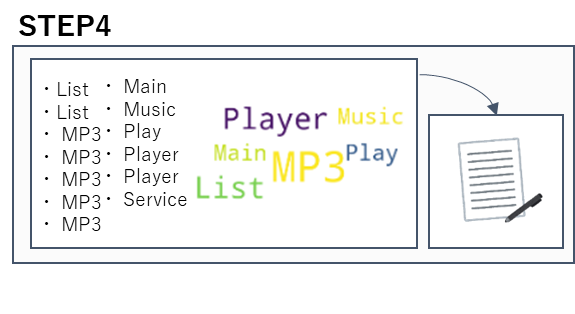 STEP4
・List
・List
・MP3
・MP3
・MP3
・MP3
・MP3
・Main
・Music
・Play
・Player
・Player
・Service
Player Music
Main MP3 Play
List